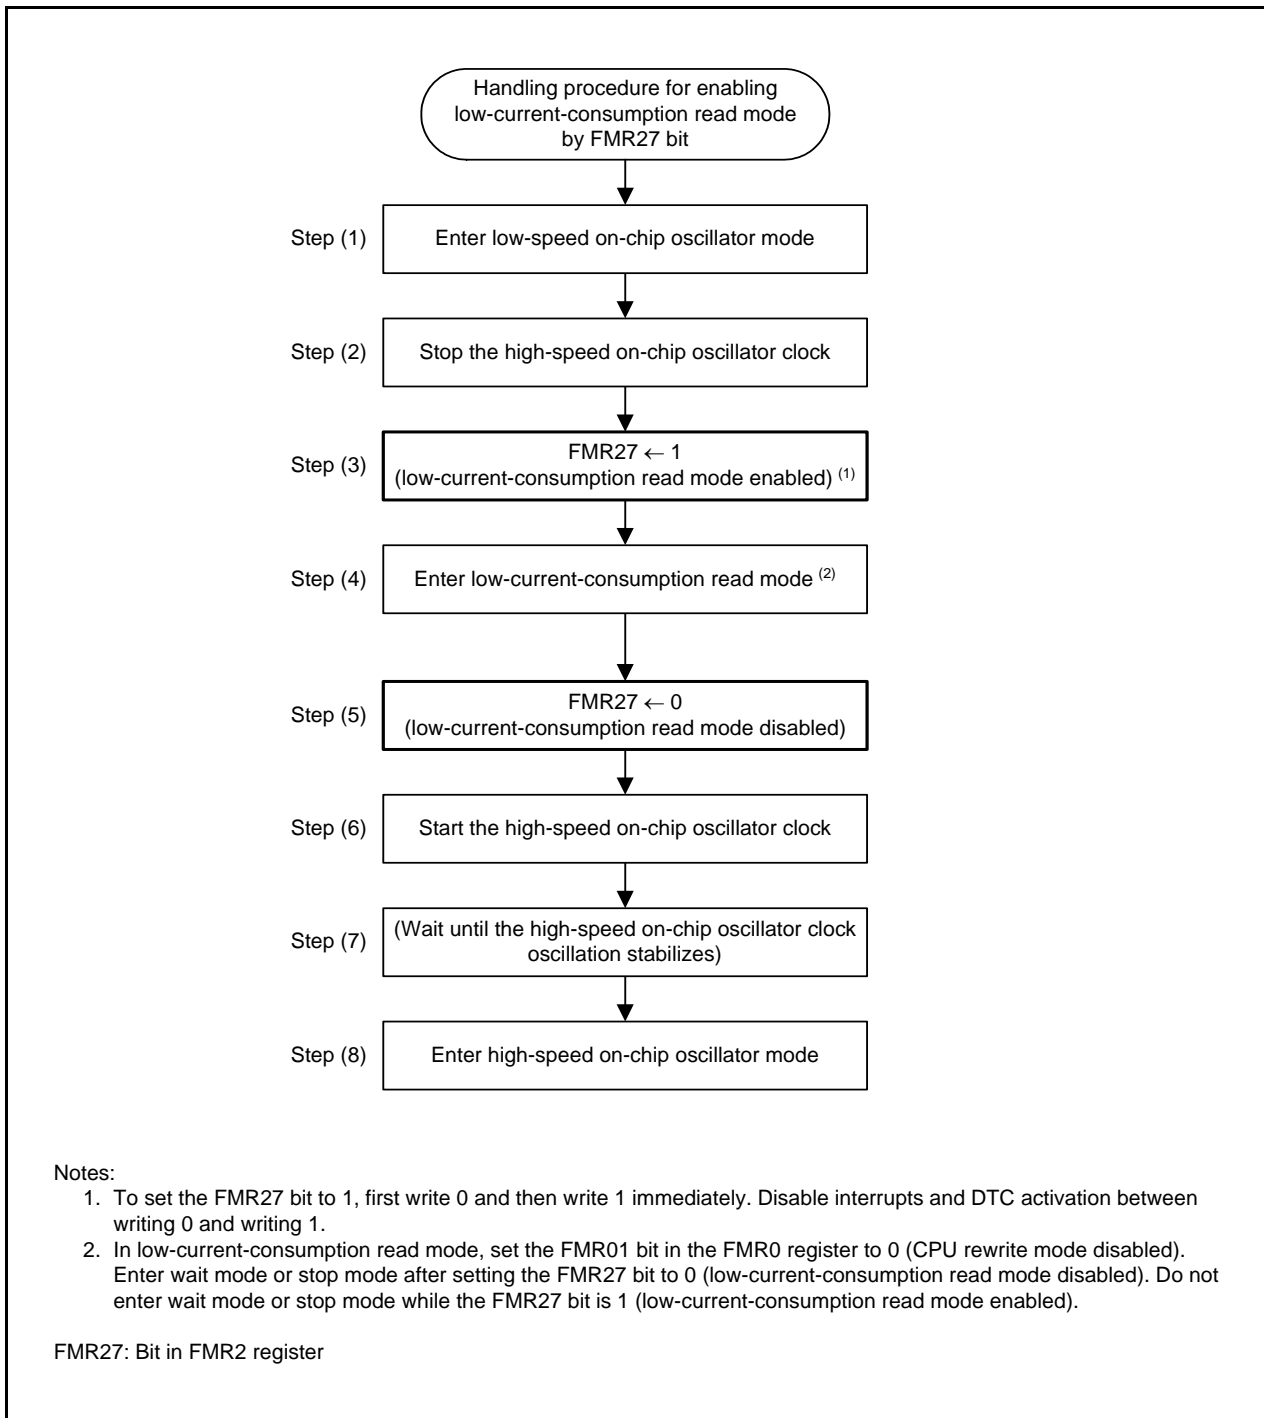 Handling procedure for enabling
low-current-consumption read mode
by FMR27 bit
Step (1)
Enter low-speed on-chip oscillator mode
Step (2)
Stop the high-speed on-chip oscillator clock
Step (3)
FMR27 ← 1
(low-current-consumption read mode enabled) (1)
Step (4)
Enter low-current-consumption read mode (2)
Step (5)
FMR27 ← 0
(low-current-consumption read mode disabled)
Step (6)
Start the high-speed on-chip oscillator clock
Step (7)
(Wait until the high-speed on-chip oscillator clock
oscillation stabilizes)
Step (8)
Enter high-speed on-chip oscillator mode
Notes:
1. To set the FMR27 bit to 1, first write 0 and then write 1 immediately. Disable interrupts and DTC activation between
writing 0 and writing 1.
2. In low-current-consumption read mode, set the FMR01 bit in the FMR0 register to 0 (CPU rewrite mode disabled).
Enter wait mode or stop mode after setting the FMR27 bit to 0 (low-current-consumption read mode disabled). Do not
enter wait mode or stop mode while the FMR27 bit is 1 (low-current-consumption read mode enabled).
FMR27: Bit in FMR2 register